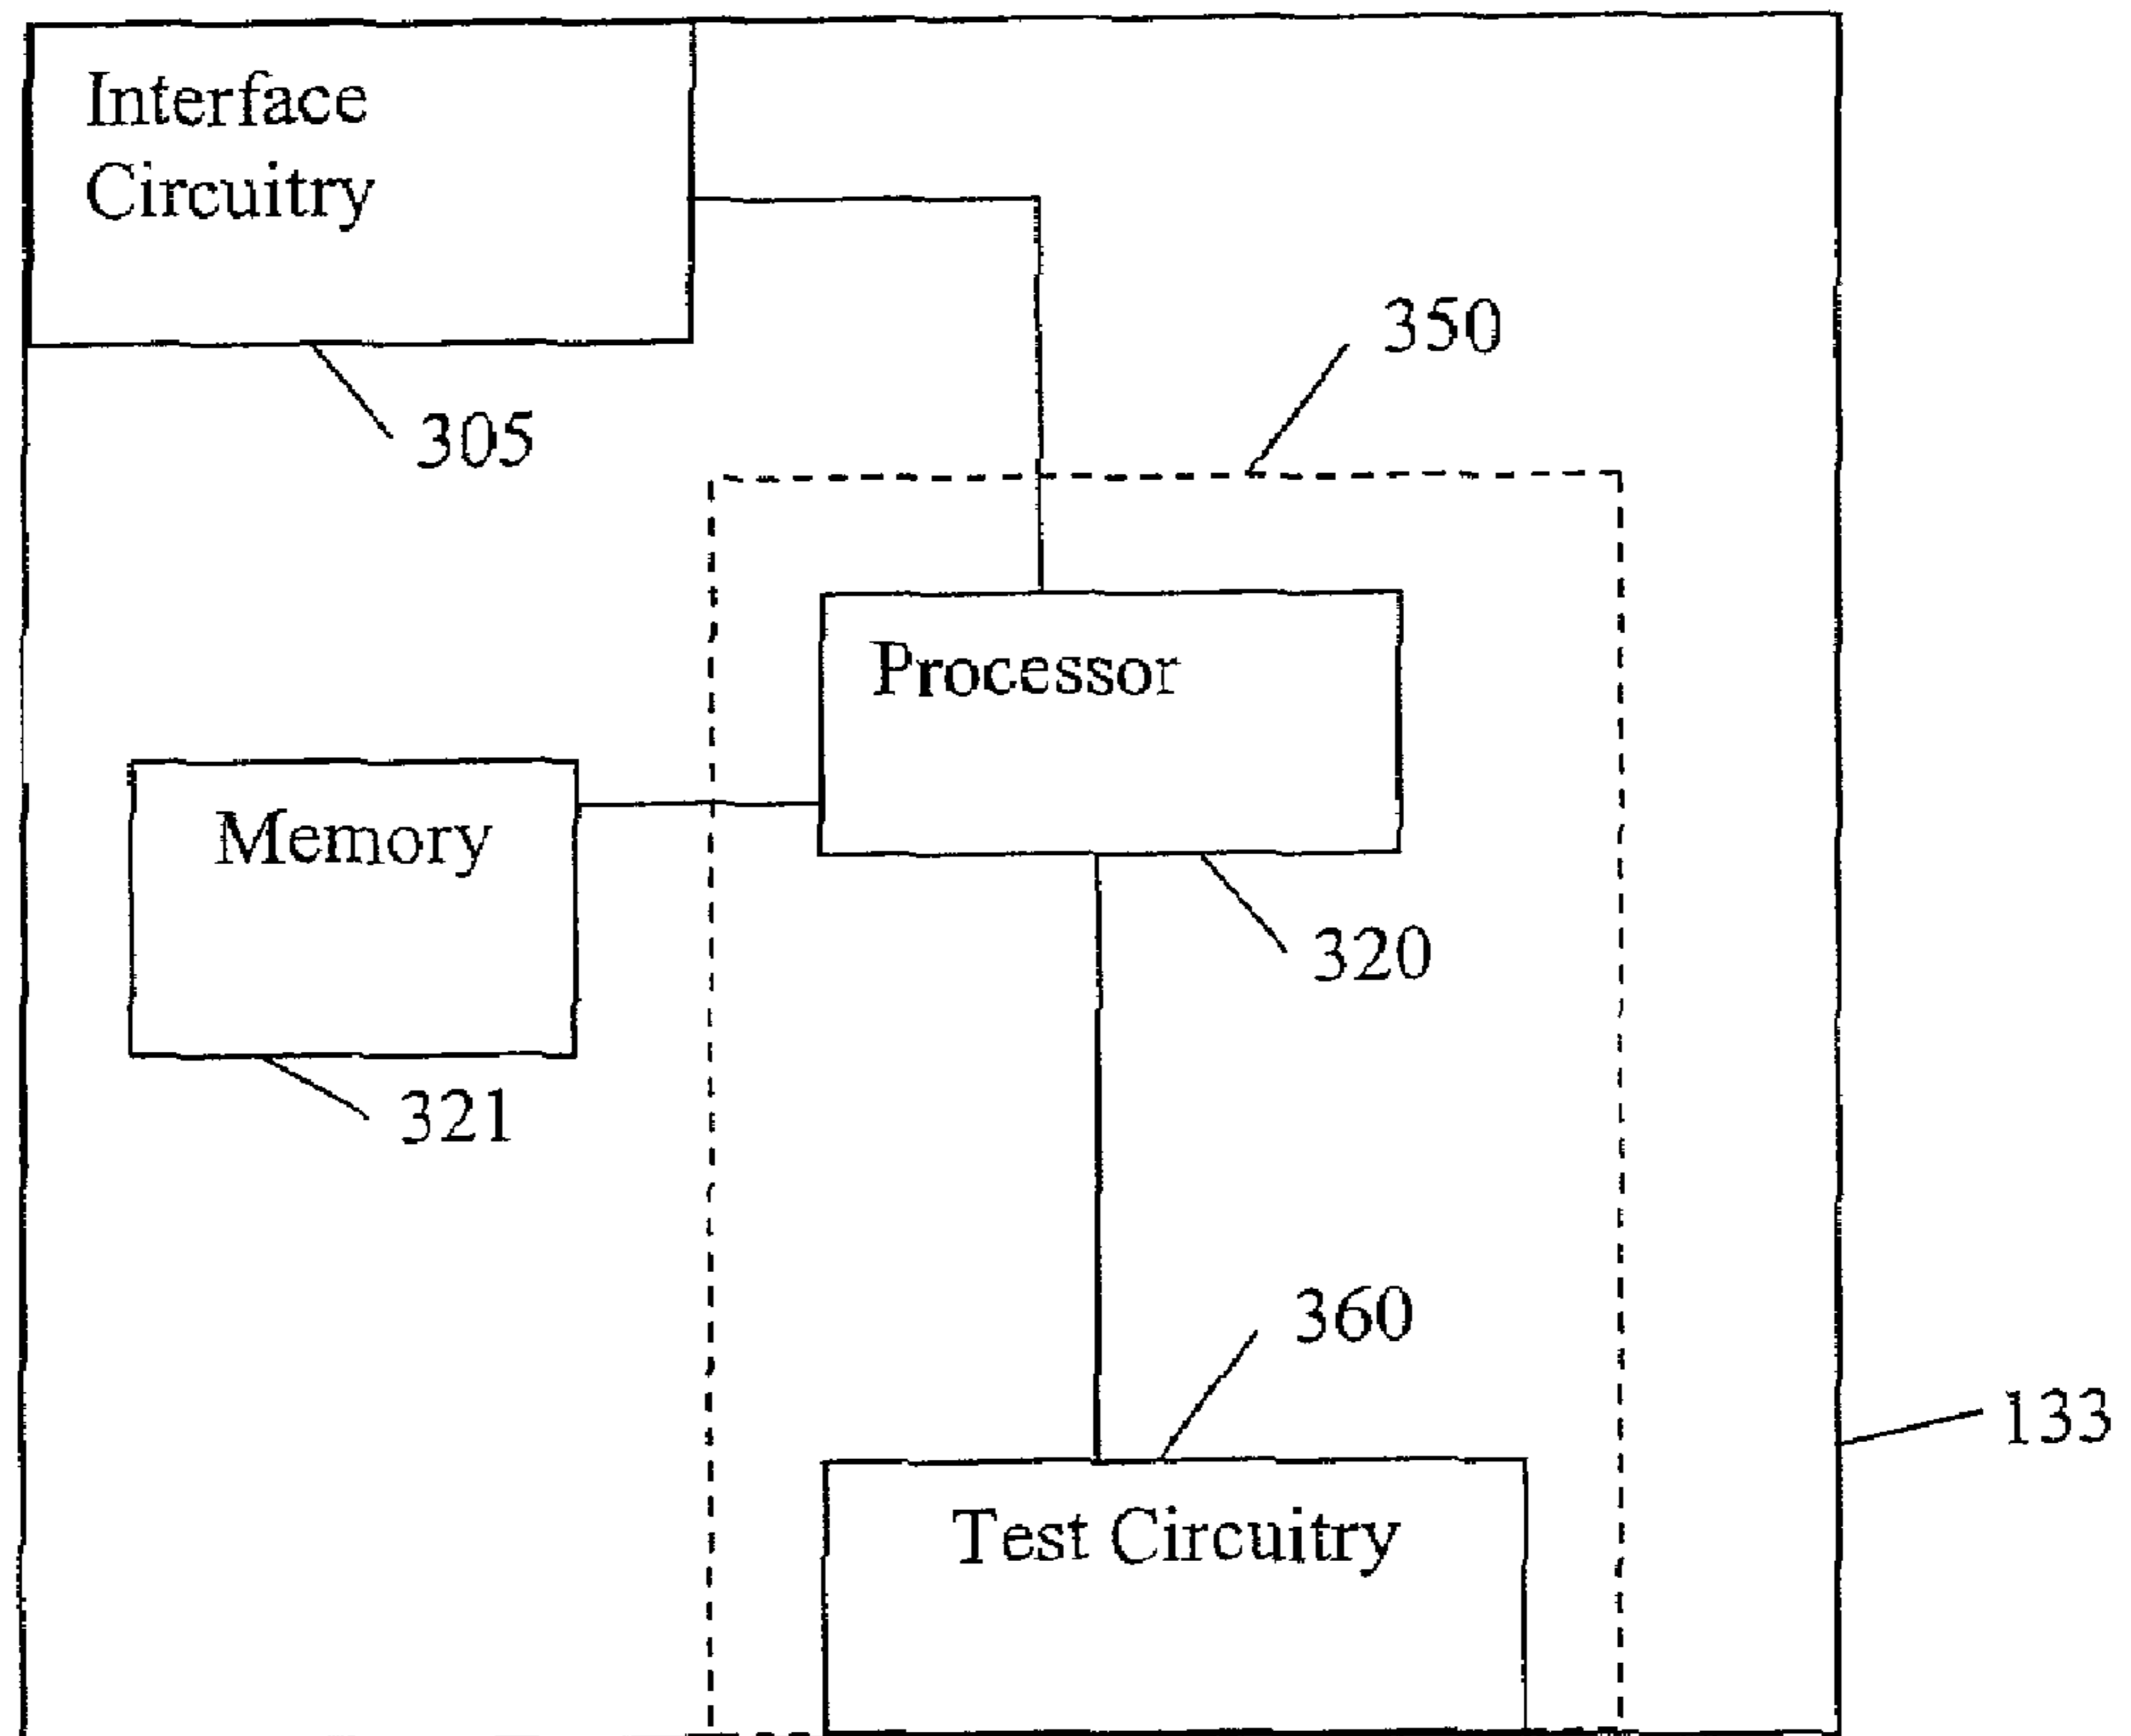 Interface
Circuitry
350
305
Processor
Memory
320
321
360
133
Test Circuitry